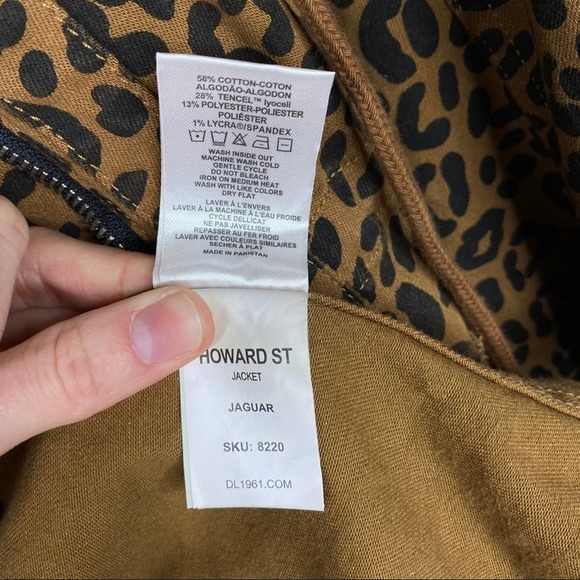 58% COTTON-COTON
ALGODÃO-ALGODON
28% TENCEL™ lyocell
13% POLYESTER-POLIESTER
POLIÉSTER
1% LYCRA®/SPANDEX
WASH INSIDE OUT
MACHINE WASH COLD
GENTLE CYCLE
DO NOT BLEACH
IRON ON MEDIUM HEAT
WASH WITH LIKE COLORS
DRY FLAT
LAVER À L'ENVERS
LAVER À LA MACHINE À L'EAU FROIDE
CYCLE DELLICAT
NE PAS JAVELLISER
REPASSER AU FER FROID
LAVER AVEC COULEURS SIMILAIRES
SÉCHER À PLAT
MADE IN PAKISTAN
HOWARD ST
JACKET
JAGUAR
SKU: 8220
DL1961.COM